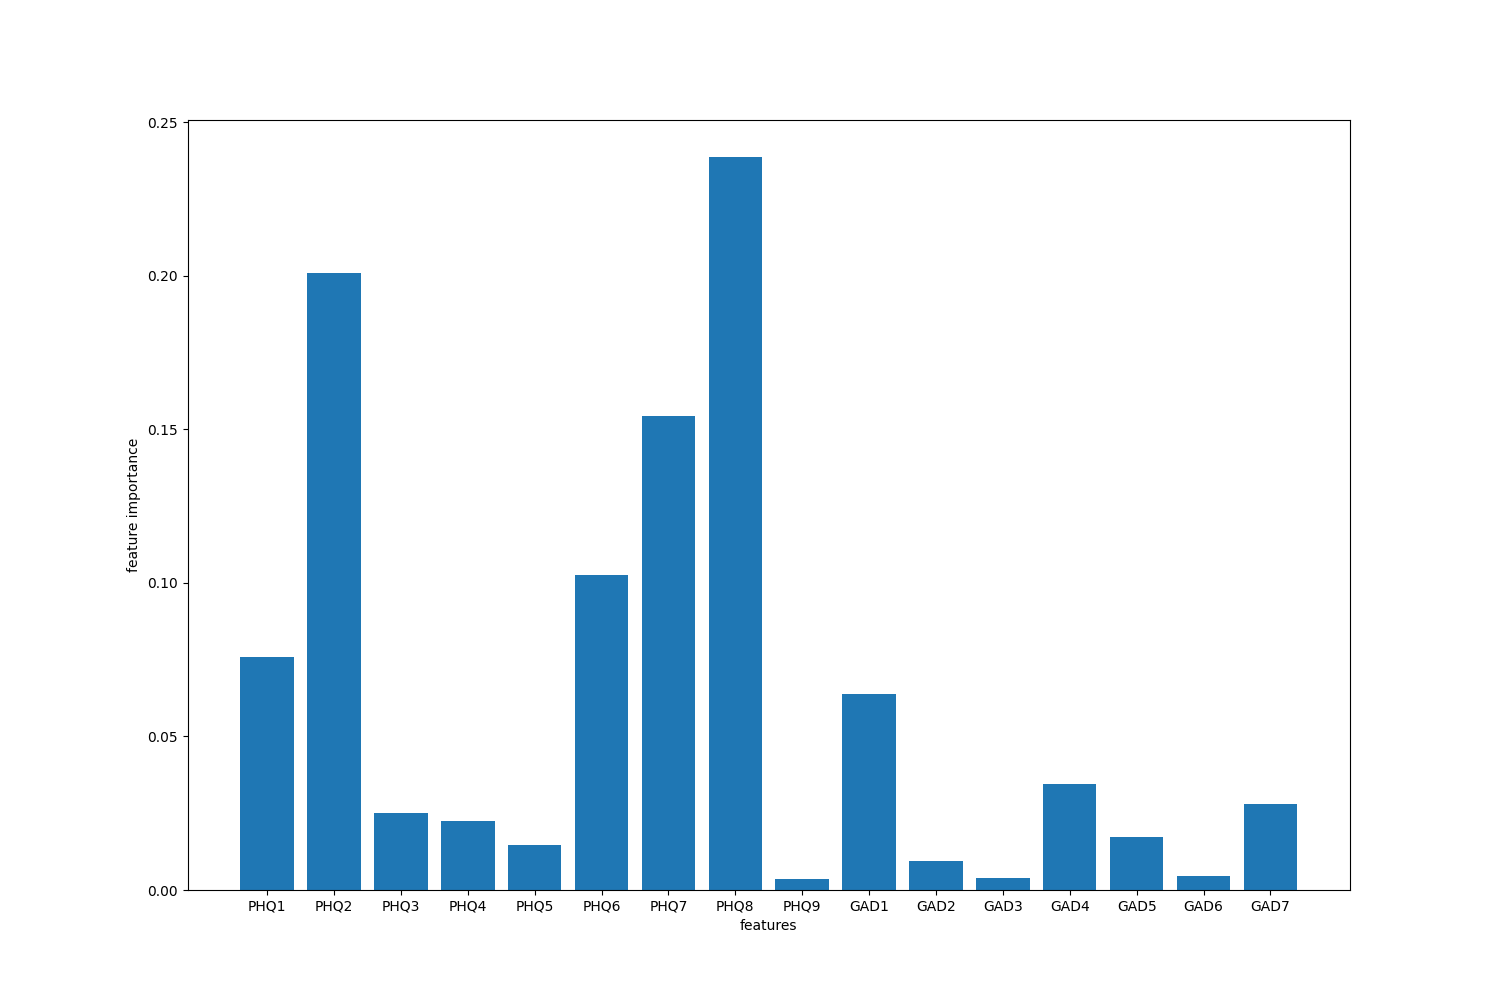 0.25
0.20
0.15
0.10
0.05
0.00
feature importance
PHQ1 PHQ2 PHQ3 PHQ4 PHQ5 PHQ6 PHQ7 PHQ8 PHQ9 GAD1 GAD2 GAD3 GAD4 GAD5 GAD6 GAD7
features